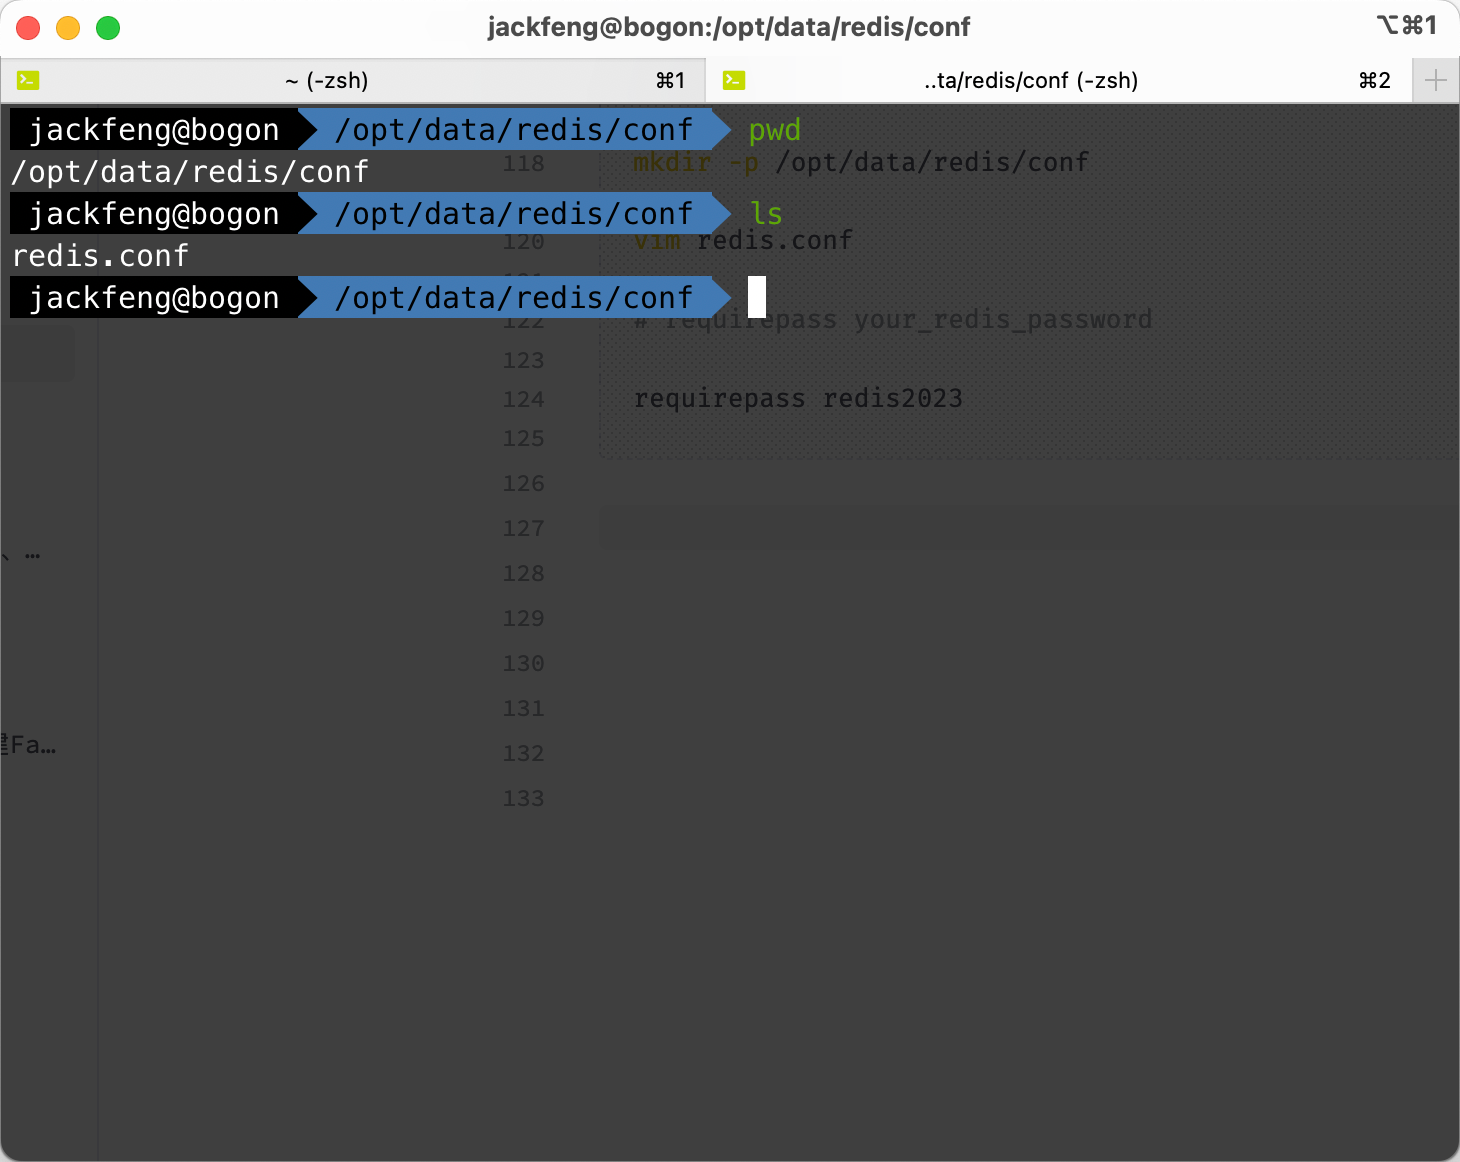 jackfeng@bogon:/opt/data/redis/conf
⌥⌘1
~ (-zsh)
⌘1
..ta/redis/conf (-zsh)
⌘2
jackfeng@bogon /opt/data/redis/conf pwd
/opt/data/redis/conf
118 mkdir -p /opt/data/redis/conf
jackfeng@bogon /opt/data/redis/conf ls
redis.conf
120 vim redis.conf
jackfeng@bogon /opt/data/redis/conf
122 # requirepass your_redis_password
123
124 requirepass redis2023
125
126
127
、…
128
129
130
131
Fa…
132
133